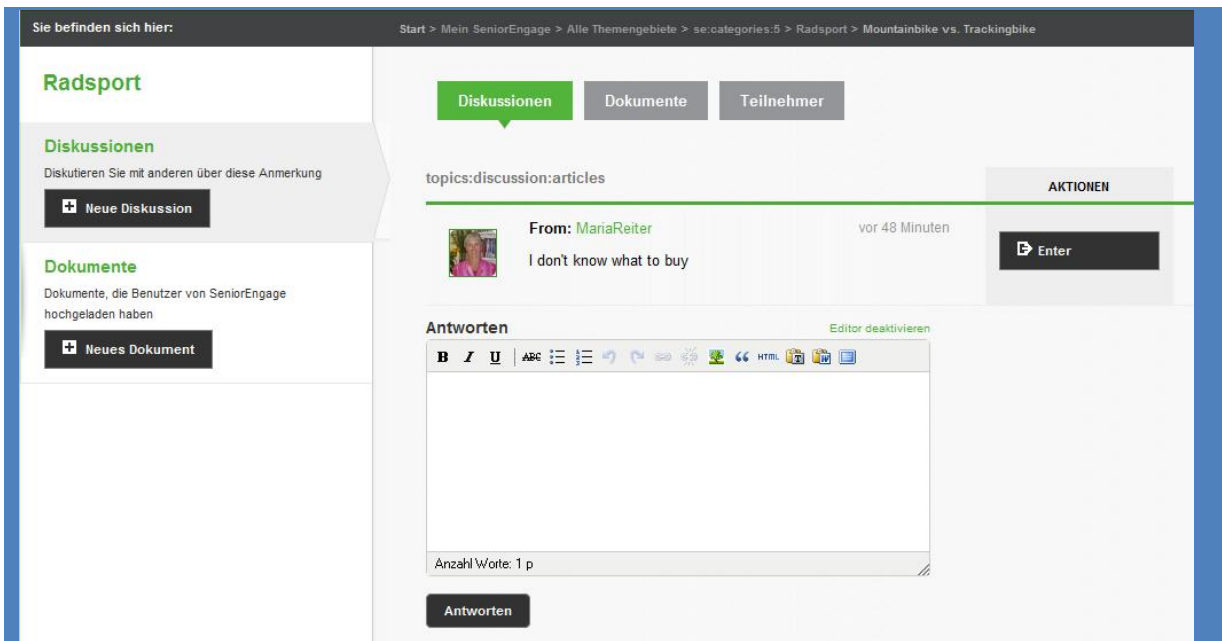 Sie befinden sich hier:
Start > Mein SeniorEngage > Alle Themengebiete > se:categories:5 > Radsport > Mountainbike vs. Trackingbike
Radsport
Diskussionen
Diskutieren Sie mit anderen über diese Anmerkung
Neue Diskussion
Dokumente
Dokumente, die Benutzer von SeniorEngage
hochgeladen haben
Neues Dokument
Diskussionen Dokumente Teilnehmer
topics:discussion:articles
AKTIONEN
From: MariaReiter
vor 48 Minuten
I don't know what to buy
Enter
Antworten
Editor deaktivieren
B I U ABC HTML
Anzahl Worte: 1 p
Antworten